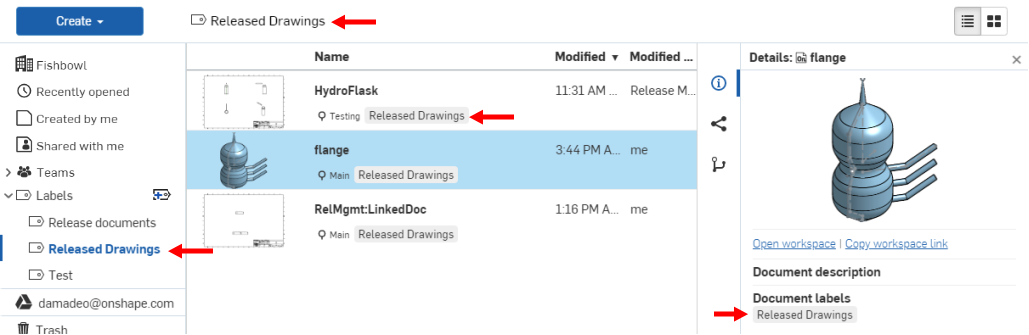 Create
Released Drawings
Fishbowl
Recently opened
Created by me
Shared with me
Teams
Labels
Release documents
Released Drawings
Test
damadeo@onshape.com
Trash
Name Modified Modified ...
HydroFlask 11:31 AM ... Release M...
Testing Released Drawings
flange 3:44 PM A... me
Main Released Drawings
RelMgmt:LinkedDoc 1:16 PM A... me
Main Released Drawings
Details: flange
Open workspace | Copy workspace link
Document description
Document labels
Released Drawings